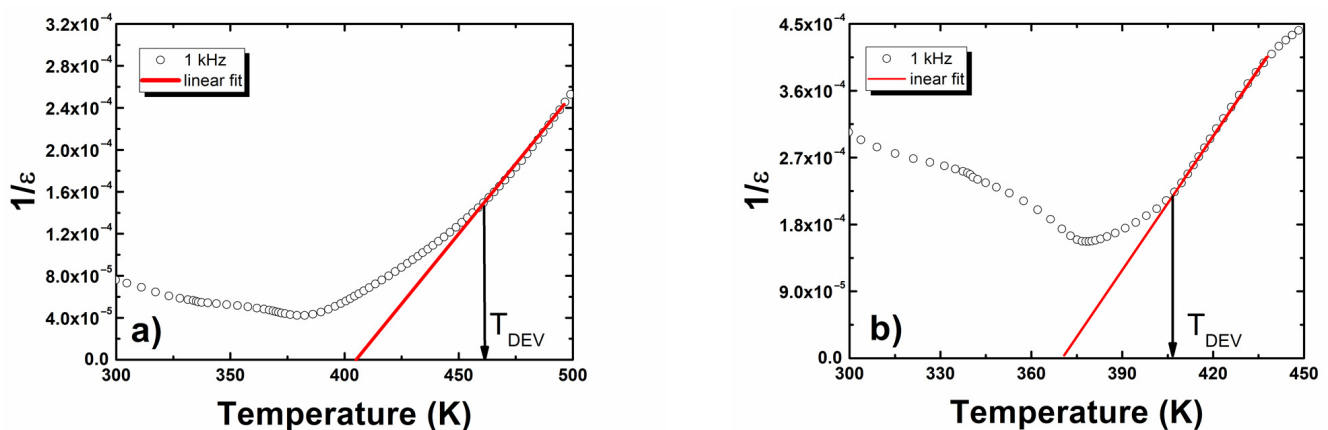 3.2x10⁻⁴
2.8x10⁻⁴
2.4x10⁻⁴
2.0x10⁻⁴
1.6x10⁻⁴
1.2x10⁻⁴
8.0x10⁻⁵
4.0x10⁻⁵
0.0
1/ε
1 kHz
linear fit
a)
T_DEV
300 350 400 450 500
Temperature (K)
4.5x10⁻⁴
3.6x10⁻⁴
2.7x10⁻⁴
1.8x10⁻⁴
9.0x10⁻⁵
0.0
1/ε
1 kHz
inear fit
b)
T_DEV
300 330 360 390 420 450
Temperature (K)